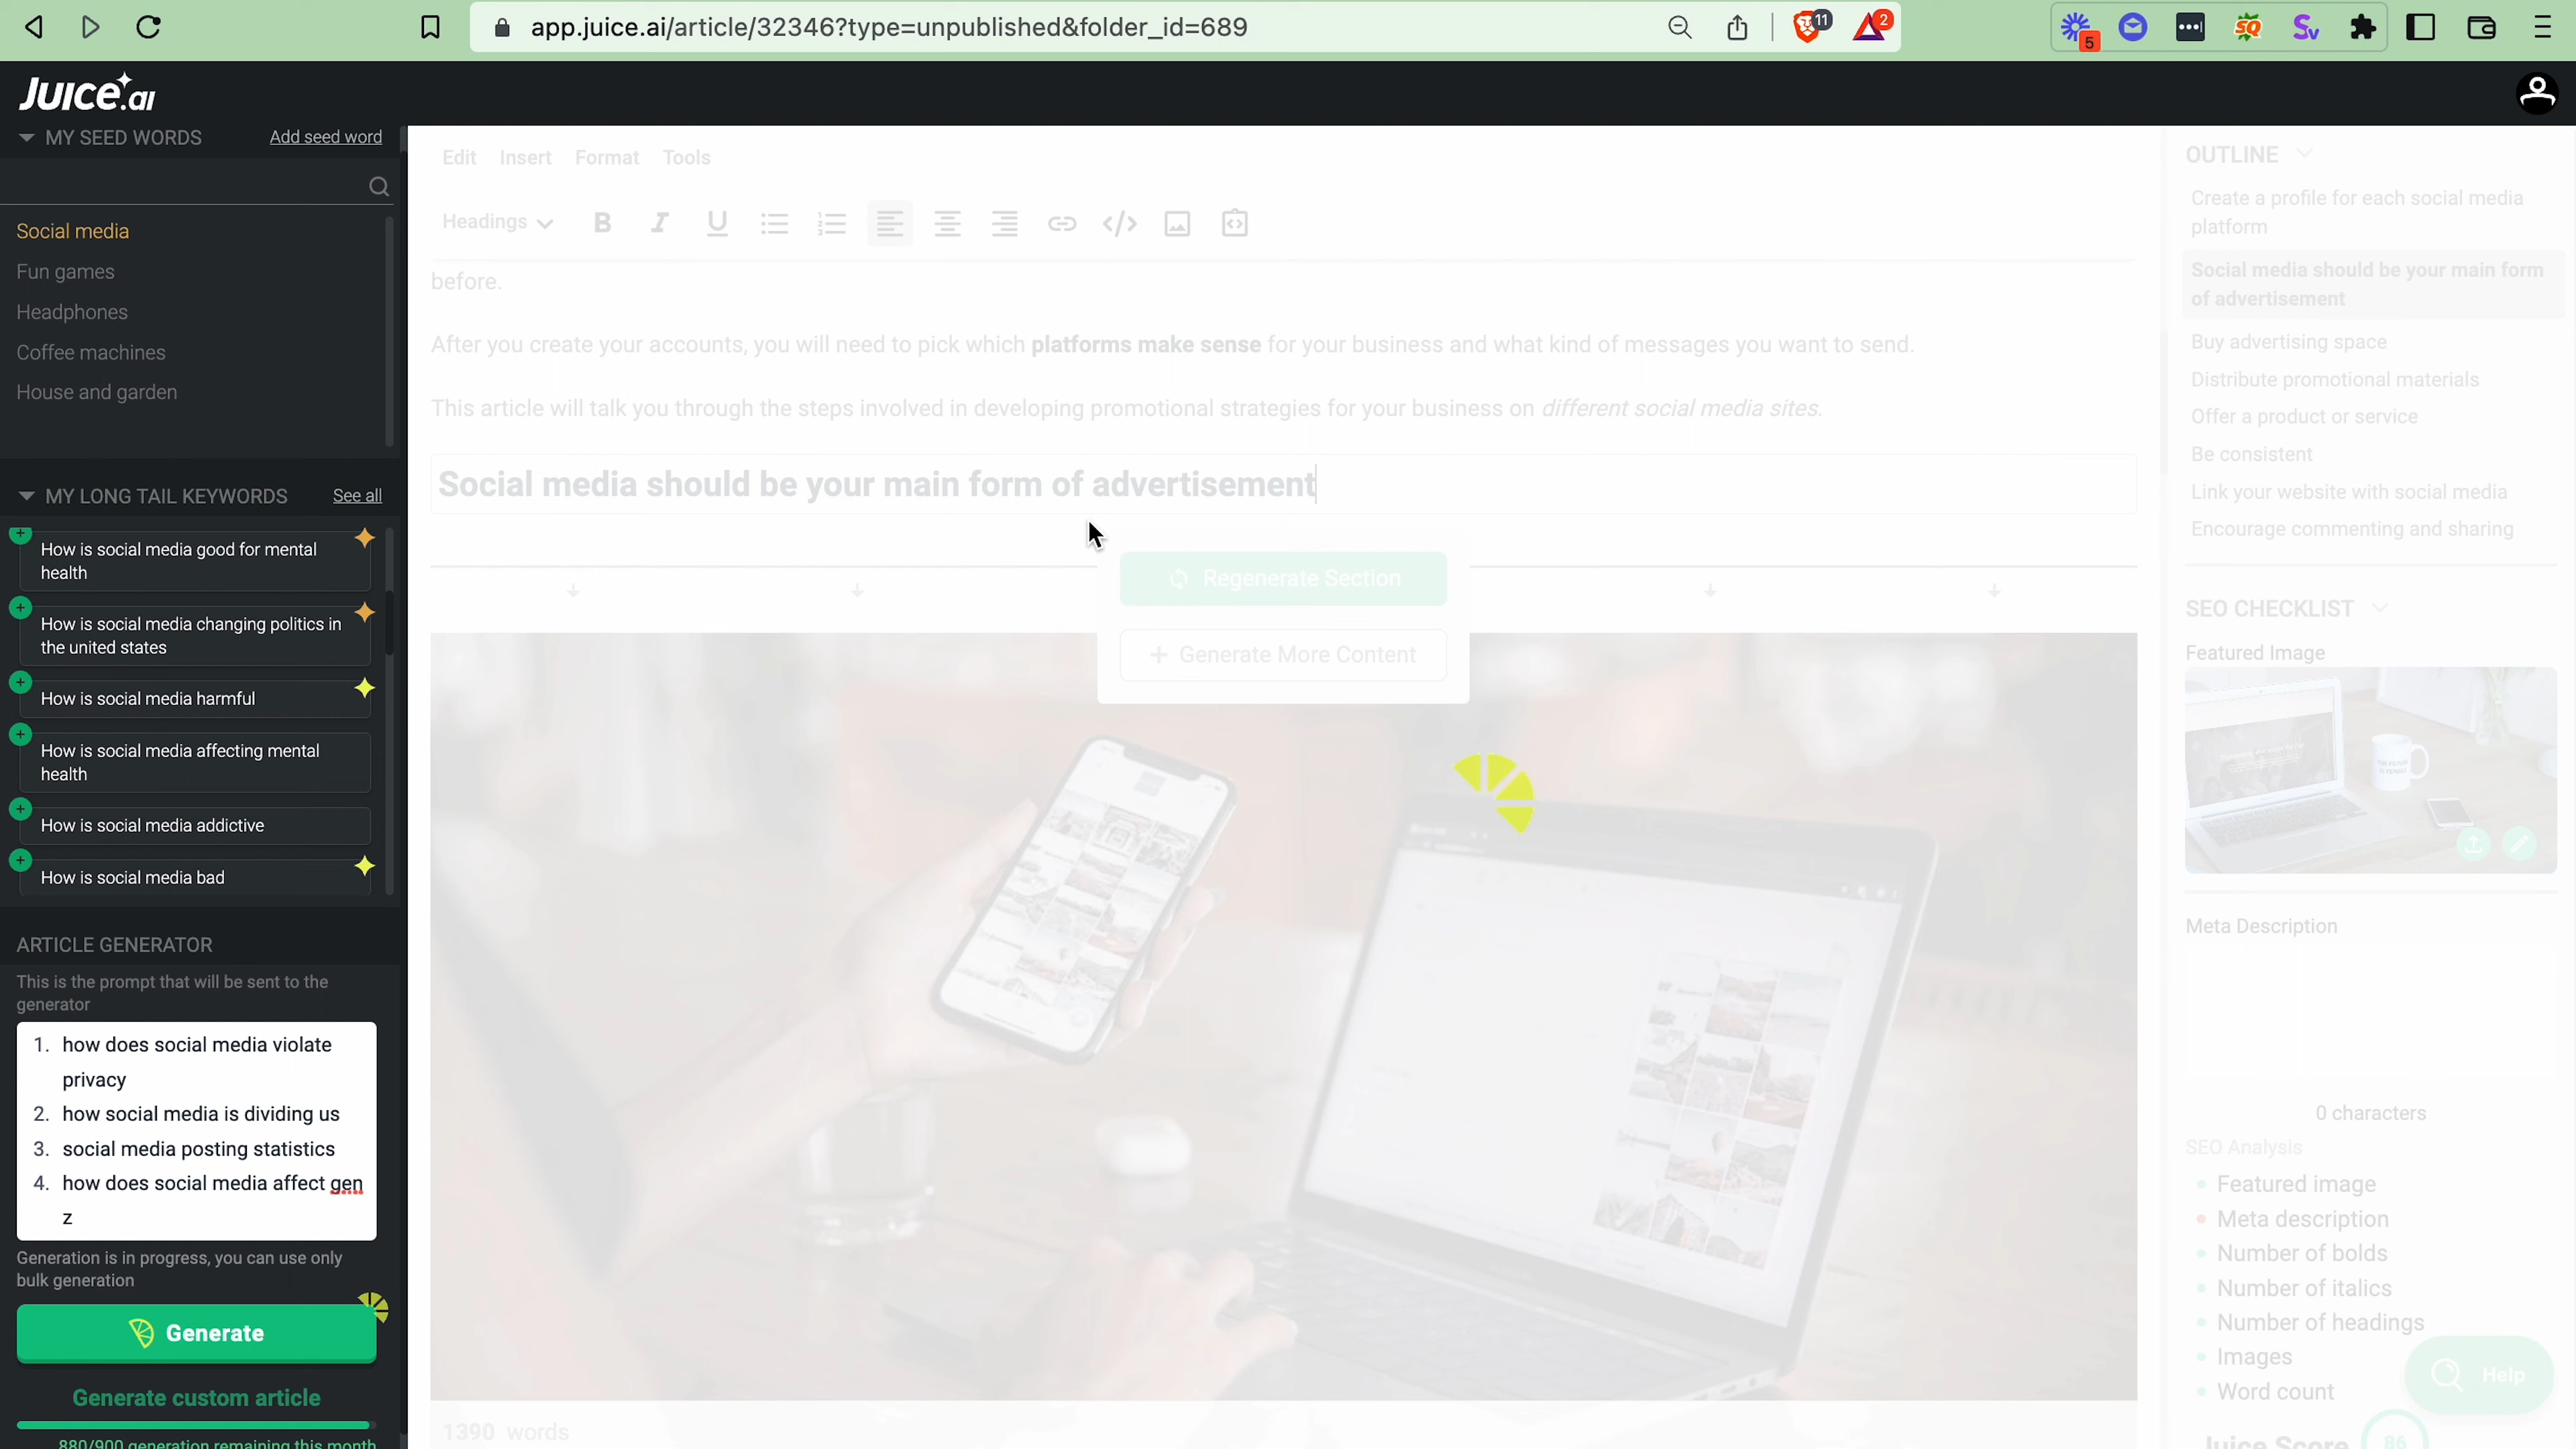 app.juice.ai/article/32346?type=unpublished&folder_id=689
11
2
5
Juice.ai
MY SEED WORDS
Add seed word
Social media
Fun games
Headphones
Coffee machines
House and garden
MY LONG TAIL KEYWORDS
See all
How is social media good for mental
health
How is social media changing politics in
the united states
How is social media harmful
How is social media affecting mental
health
How is social media addictive
How is social media bad
ARTICLE GENERATOR
This is the prompt that will be sent to the
generator
1. how does social media violate
privacy
2. how social media is dividing us
3. social media posting statistics
4. how does social media affect gen
z
Generation is in progress, you can use only
bulk generation
Generate
Generate custom article
880/900 generation remaining this month
Edit Insert Format Tools
Headings
before.
After you create your accounts, you will need to pick which platforms make sense for your business and what kind of messages you want to send.
This article will talk you through the steps involved in developing promotional strategies for your business on different social media sites.
Social media should be your main form of advertisement
Regenerate Section
Generate More Content
1390 words
OUTLINE
Create a profile for each social media
platform
Social media should be your main form
of advertisement
Buy advertising space
Distribute promotional materials
Offer a product or service
Be consistent
Link your website with social media
Encourage commenting and sharing
SEO CHECKLIST
Featured Image
Meta Description
0 characters
SEO Analysis
Featured image
Meta description
Number of bolds
Number of italics
Number of headings
Images
Word count
Help
Juice Score
86